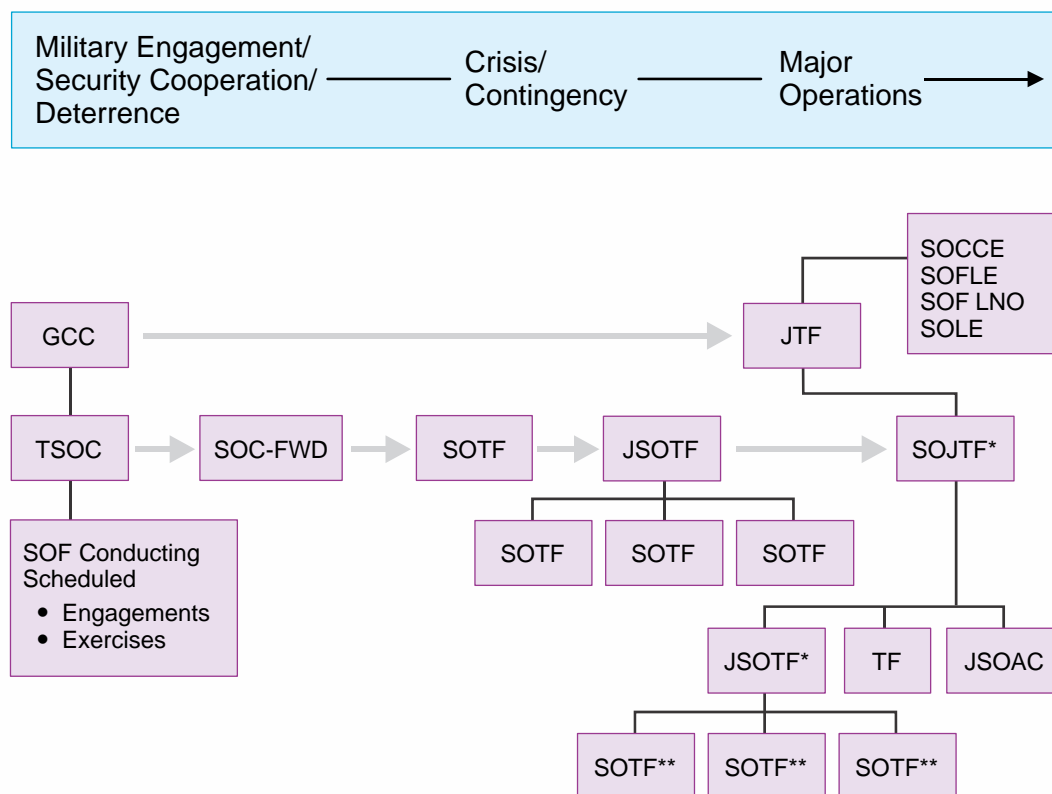 Military Engagement/
Security Cooperation/
Deterrence
Crisis/
Contingency
Major
Operations
SOCCE
SOFLE
SOF LNO
SOLE
GCC
JTF
TSOC
SOC-FWD
SOTF
JSOTF
SOJTF*
SOF Conducting
Scheduled
• Engagements
• Exercises
SOTF
SOTF
SOTF
JSOTF*
TF
JSOAC
SOTF**
SOTF**
SOTF**